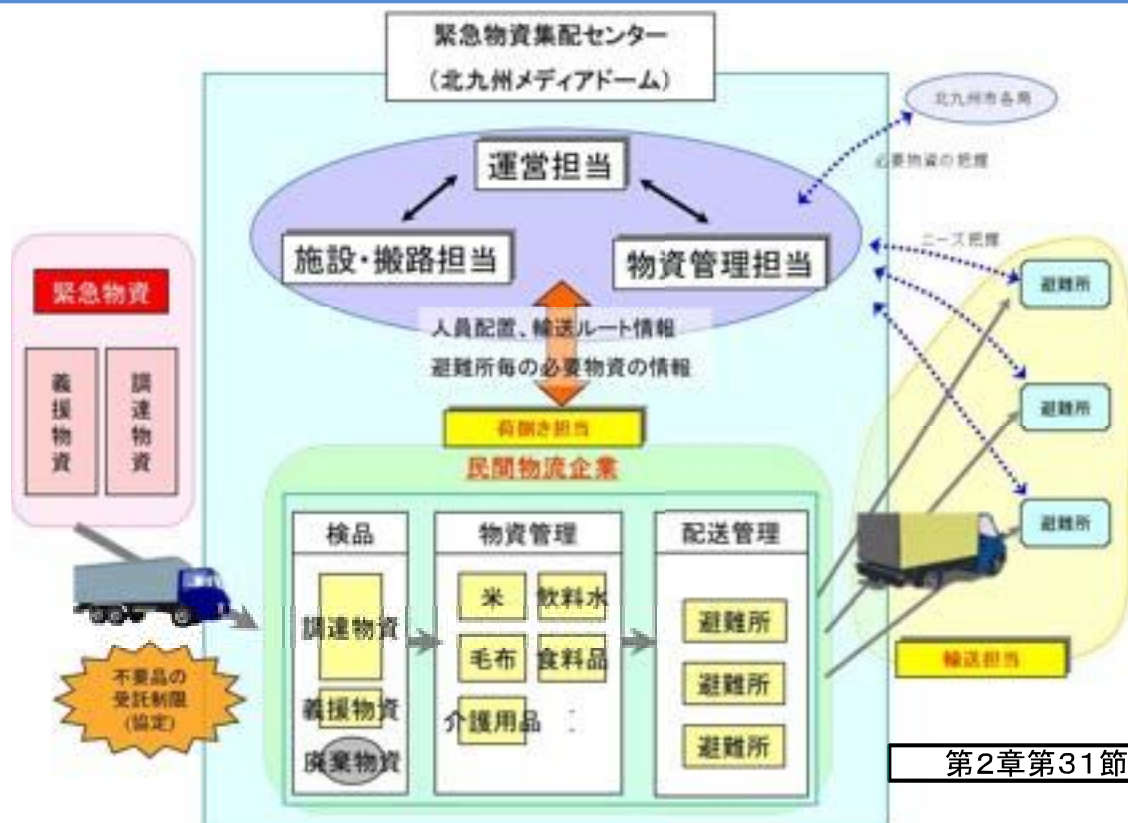 緊急物資集配センター
(北九州メディアドーム)
北九州市各局
必要物資の把握
運営担当
施設・搬路担当
物資管理担当
ニーズ把握
避難所
避難所
避難所
緊急物資
義援物資
調達物資
人員配置、輸送ルート情報
避難所毎の必要物資の情報
荷捌き担当
民間物流企業
検品
調達物資
義援物資
廃棄物資
物資管理
米
飲料水
毛布
食料品
介護用品
:
配送管理
避難所
避難所
避難所
不要品の
受託制限
(協定)
輸送担当
第2章第31節